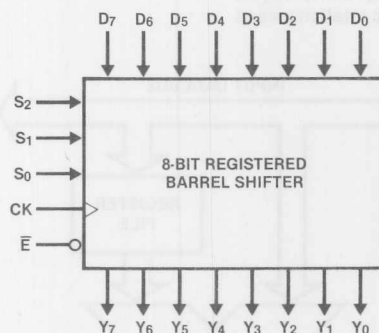 D7 D6 D5 D4 D3 D2 D1 D0
S2
S1
S0
CK
E̅
8-BIT REGISTERED
BARREL SHIFTER
Y7 Y6 Y5 Y4 Y3 Y2 Y1 Y0